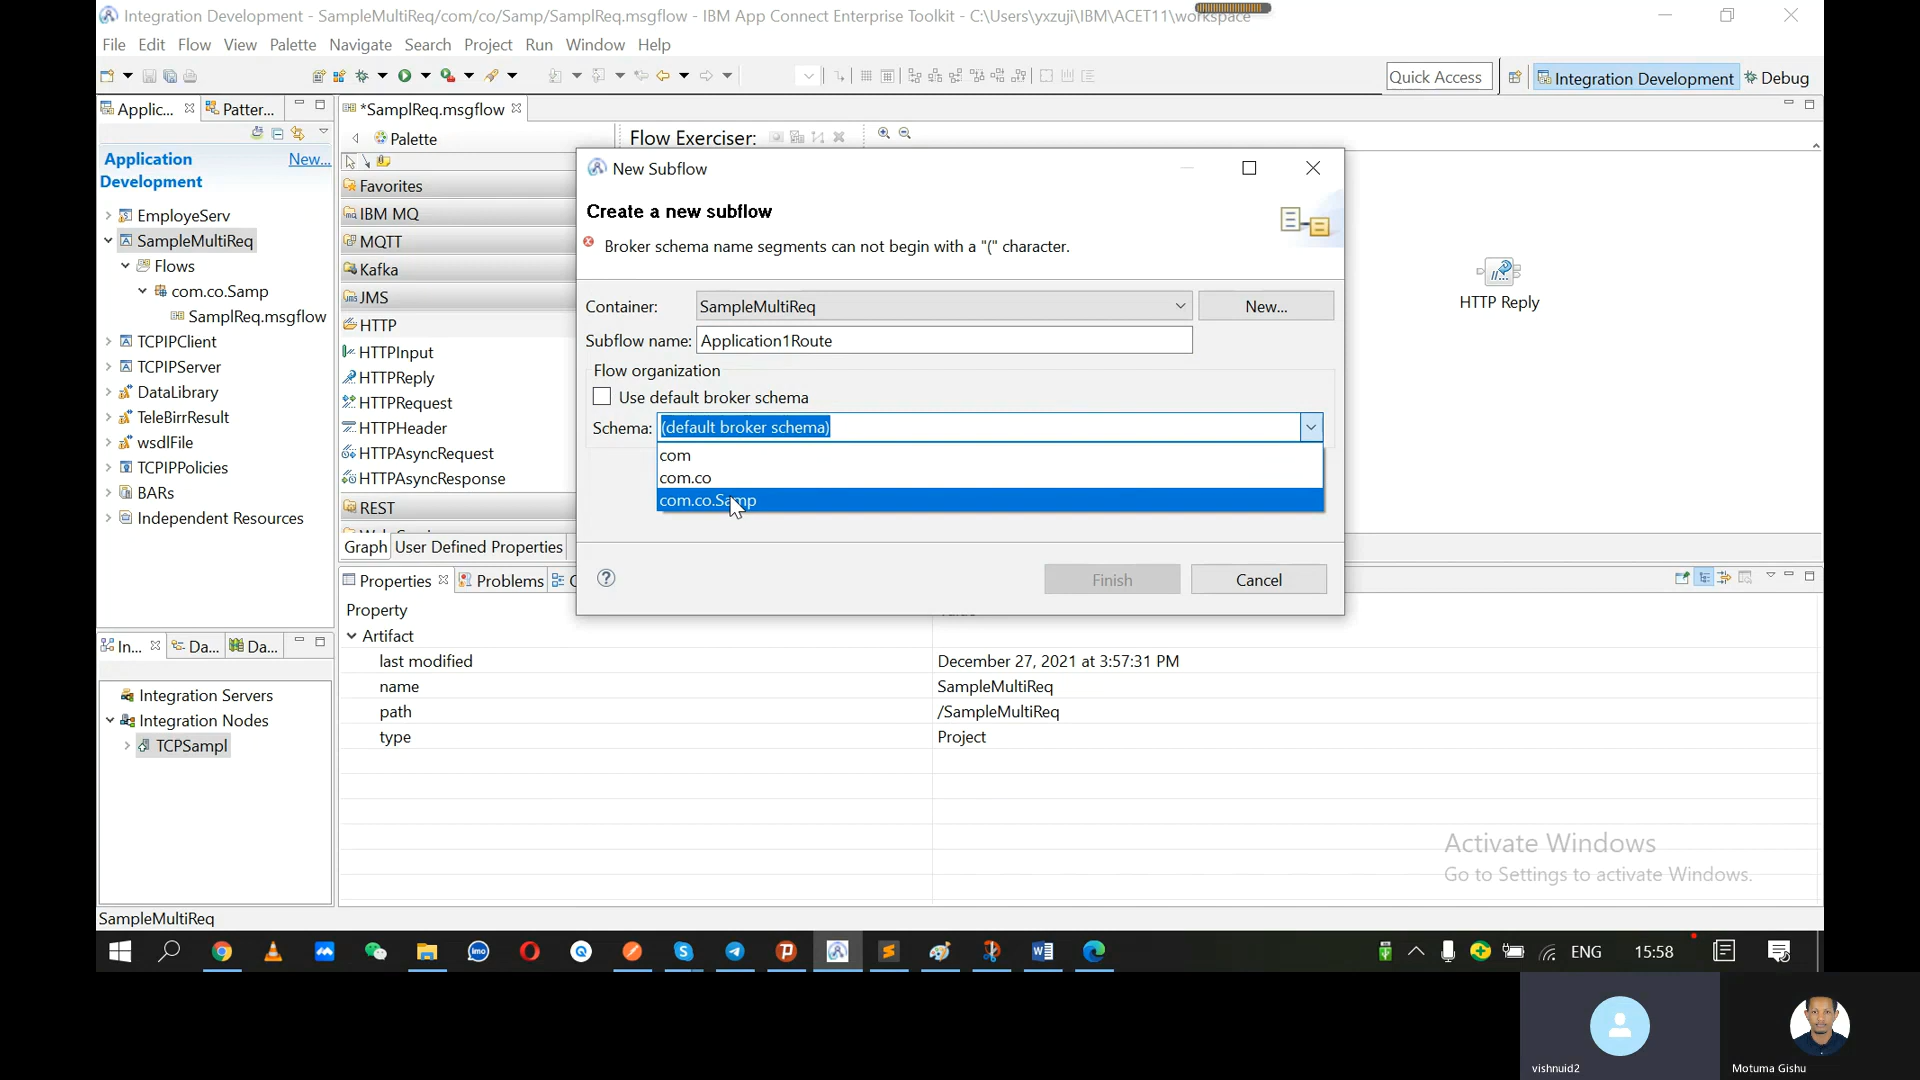 Integration Development - SampleMultiReq/com/co/Samp/SamplReq.msgflow - IBM App Connect Enterprise Toolkit - C:\Users\yxzuji\IBM\ACET11\workspace
File Edit Flow View Palette Navigate Search Project Run Window Help
Quick Access
Integration Development
Debug
Applic...
Patter...
*SamplReq.msgflow
Palette
Flow Exerciser:
Application Development
New...
EmployeServ
SampleMultiReq
Flows
com.co.Samp
SamplReq.msgflow
TCPIPClient
TCPIPServer
DataLibrary
TeleBirrResult
wsdlFile
TCPIPPolicies
BARs
Independent Resources
Favorites
IBM MQ
MQTT
Kafka
JMS
HTTP
HTTPInput
HTTPReply
HTTPRequest
HTTPHeader
HTTPAsyncRequest
HTTPAsyncResponse
REST
Graph
User Defined Properties
New Subflow
Create a new subflow
Broker schema name segments can not begin with a "(" character.
Container:
SampleMultiReq
New...
Subflow name:
Application1Route
Flow organization
Use default broker schema
Schema:
(default broker schema)
com
com.co
com.co.Samp
Finish
Cancel
HTTP Reply
Properties
Problems
Property
Artifact
last modified
December 27, 2021 at 3:57:31 PM
name
SampleMultiReq
path
/SampleMultiReq
type
Project
In...
Da...
Da...
Integration Servers
Integration Nodes
TCPSampl
Activate Windows
Go to Settings to activate Windows.
SampleMultiReq
imo
ENG
15:58
vishnuid2
Motuma Gishu